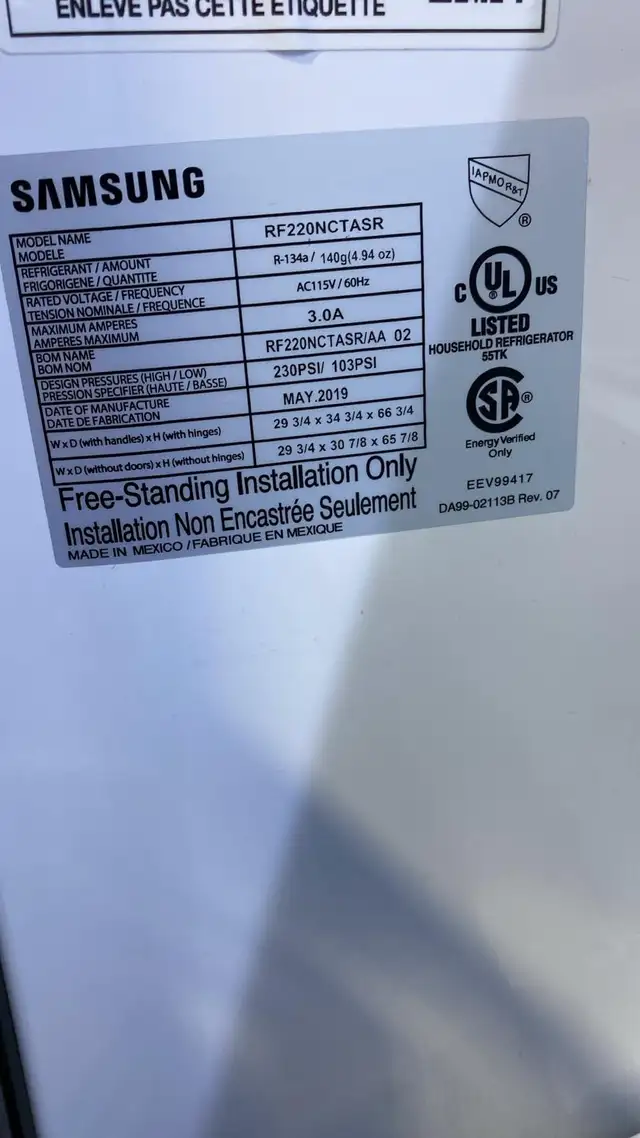 ENLÈVE PAS CETTE ÉTIQUETTE
SAMSUNG
MODEL NAME
MODELE
RF220NCTASR
REFRIGERANT / AMOUNT
FRIGORIGENE / QUANTITE
R-134a / 140g(4.94 oz)
RATED VOLTAGE / FREQUENCY
TENSION NOMINALE / FREQUENCE
AC115V / 60Hz
MAXIMUM AMPERES
AMPERES MAXIMUM
3.0A
BOM NAME
BOM NOM
RF220NCTASR/AA 02
DESIGN PRESSURES (HIGH / LOW)
PRESSION SPECIFIER (HAUTE / BASSE)
230PSI/ 103PSI
DATE OF MANUFACTURE
DATE DE FABRICATION
MAY.2019
W x D (with handles) x H (with hinges)
29 3/4 x 34 3/4 x 66 3/4
W x D (without doors) x H (without hinges)
29 3/4 x 30 7/8 x 65 7/8
Free-Standing Installation Only
Installation Non Encastrée Seulement
MADE IN MEXICO / FABRIQUE EN MEXIQUE
IAPMO R&T
®
C UL ® US
LISTED
HOUSEHOLD REFRIGERATOR
55TK
SA ®
Energy Verified
Only
EEV99417
DA99-02113B Rev. 07